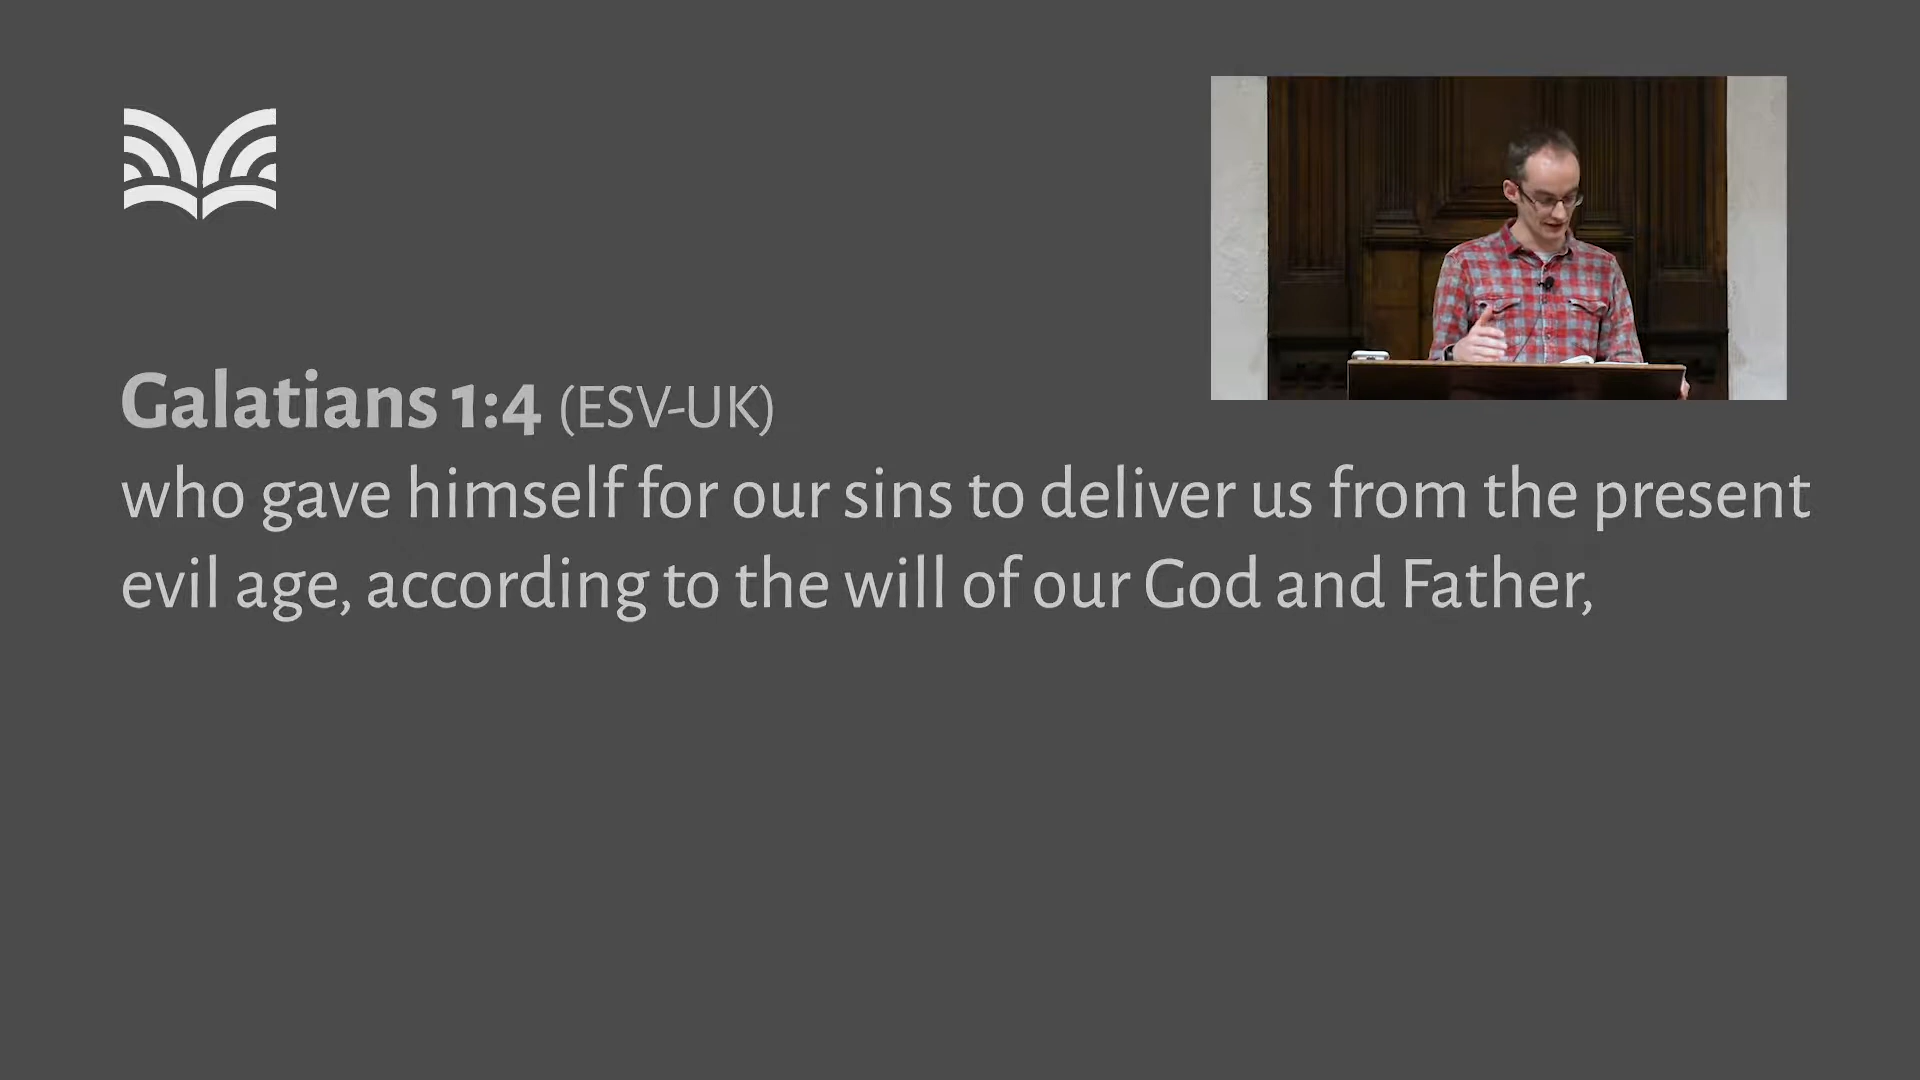 Galatians 1:4 (ESV-UK)
who gave himself for our sins to deliver us from the present
evil age, according to the will of our God and Father,